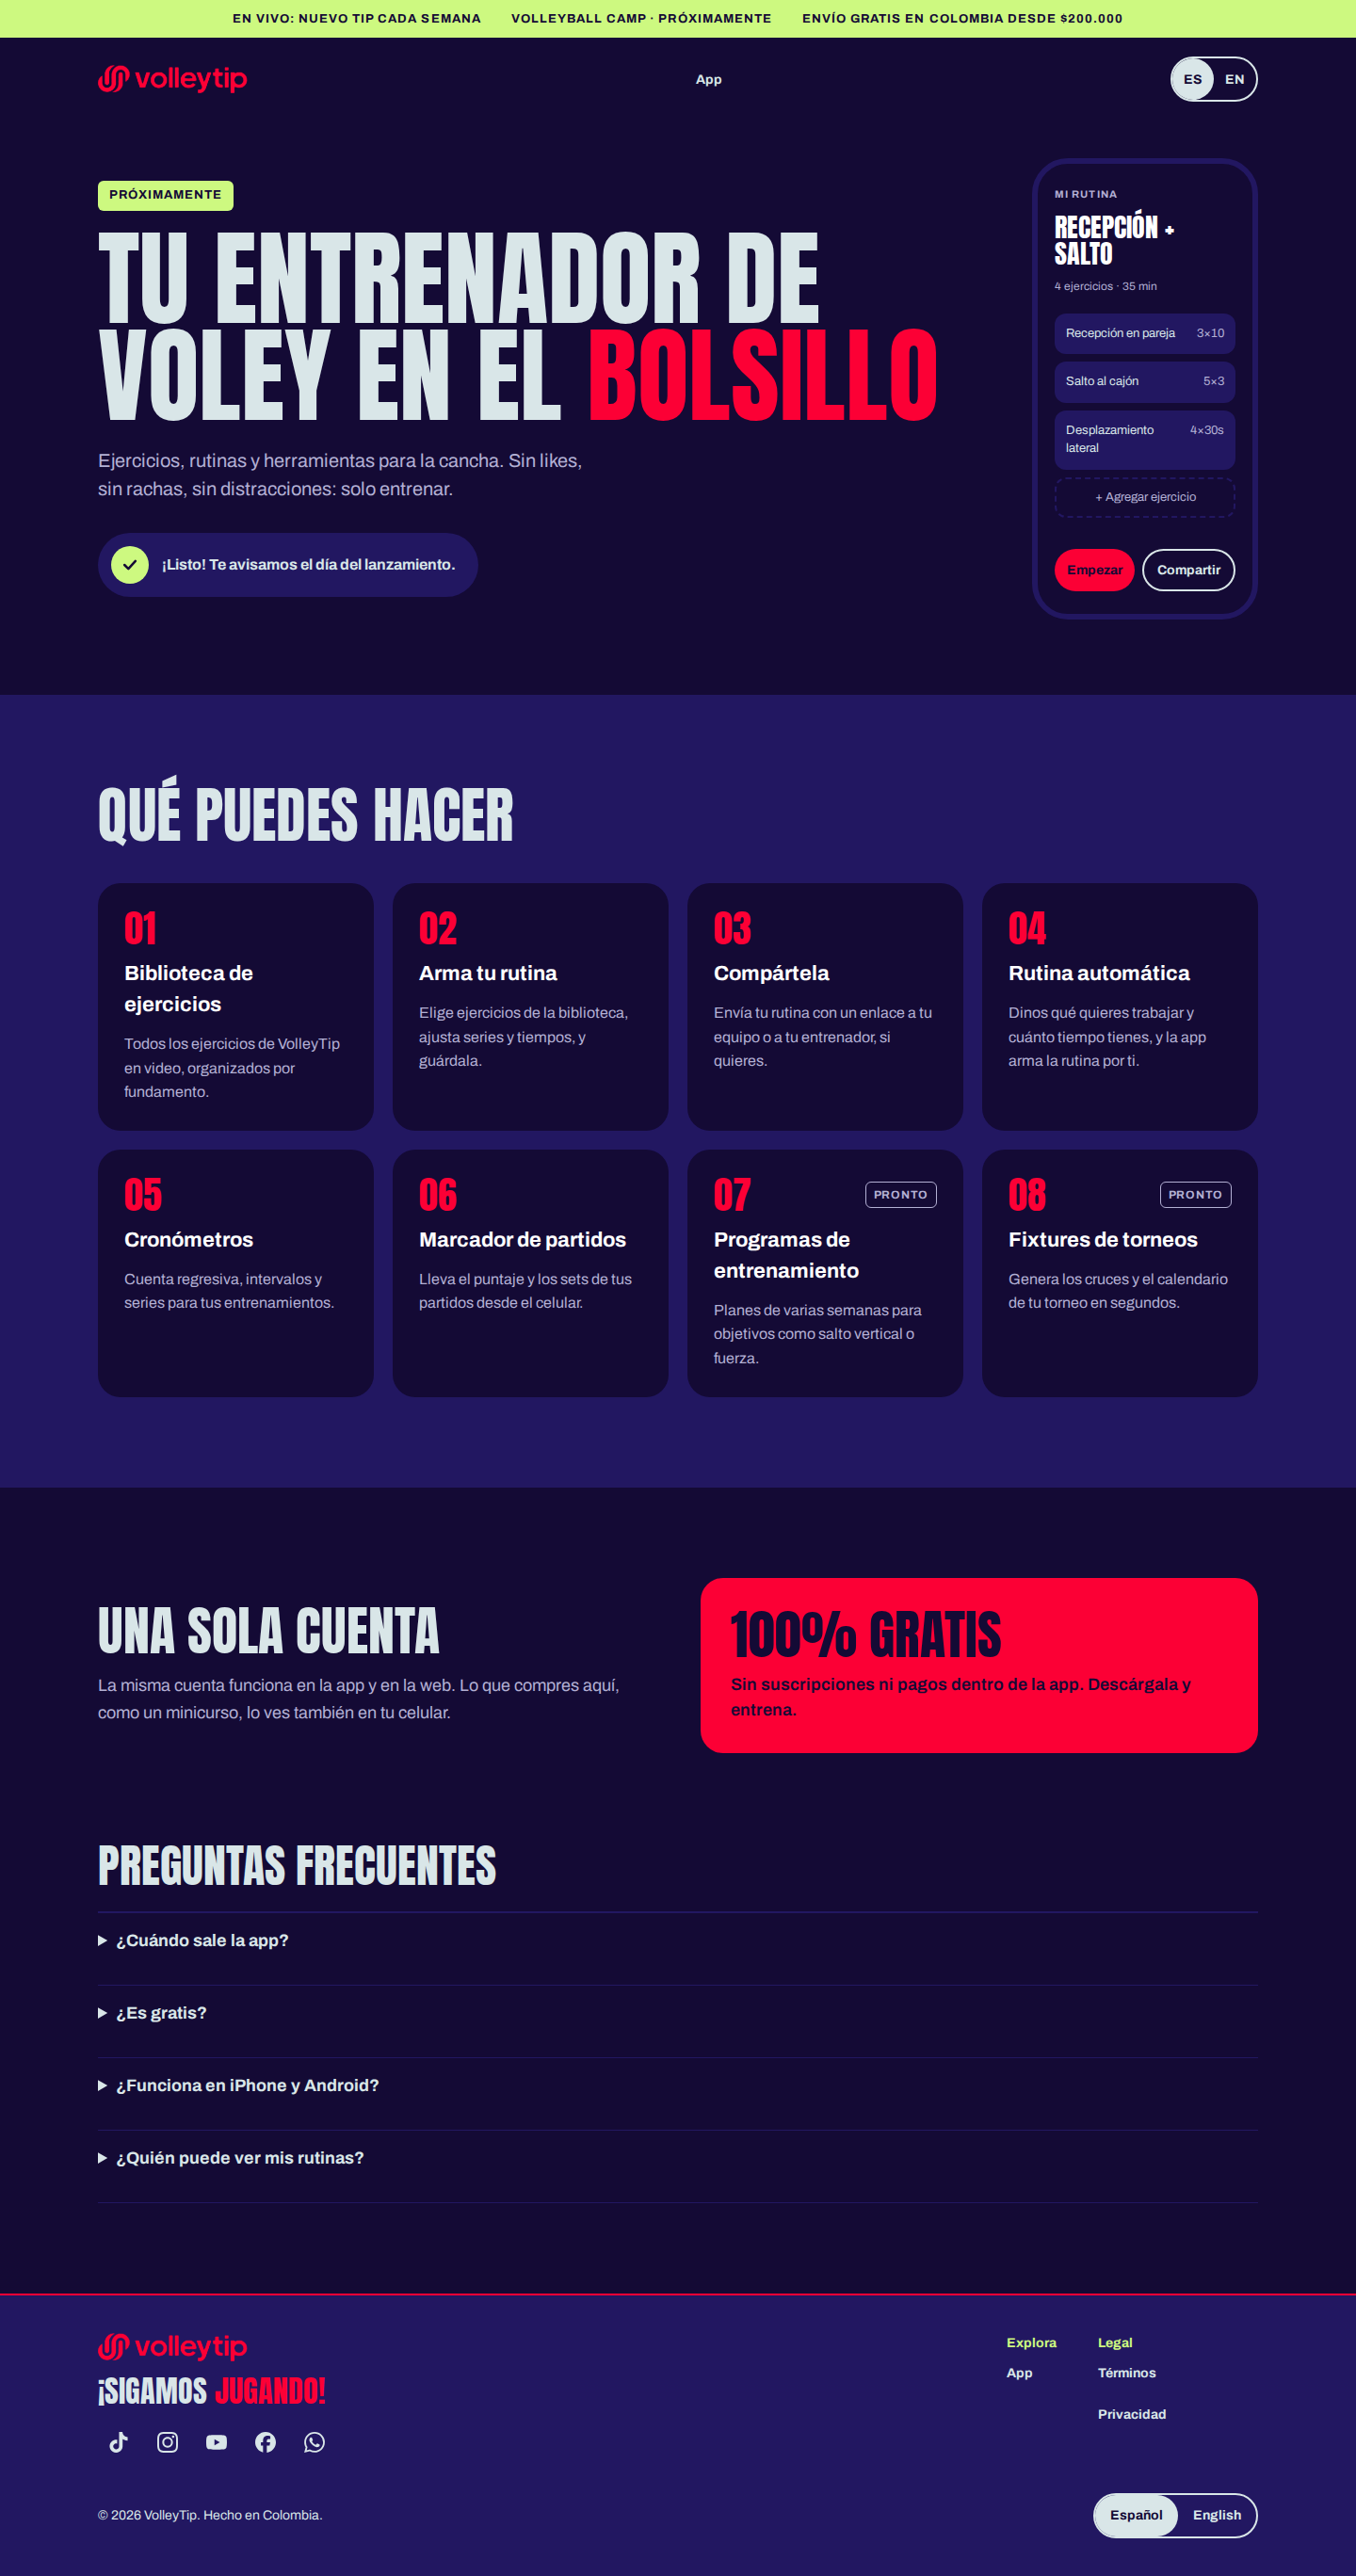 EN VIVO: NUEVO TIP CADA SEMANA VOLLEYBALL CAMP · PRÓXIMAMENTE ENVÍO GRATIS EN COLOMBIA DESDE $200.000
volleytip
App
ES EN
PRÓXIMAMENTE
TU ENTRENADOR DE
VOLEY EN EL BOLSILLO
Ejercicios, rutinas y herramientas para la cancha. Sin likes,
sin rachas, sin distracciones: solo entrenar.
¡Listo! Te avisamos el día del lanzamiento.
MI RUTINA
RECEPCIÓN +
SALTO
4 ejercicios · 35 min
Recepción en pareja 3×10
Salto al cajón 5×3
Desplazamiento 4×30s
lateral
+ Agregar ejercicio
Empezar Compartir
QUÉ PUEDES HACER
01
Biblioteca de
ejercicios
Todos los ejercicios de VolleyTip
en video, organizados por
fundamento.
02
Arma tu rutina
Elige ejercicios de la biblioteca,
ajusta series y tiempos, y
guárdala.
03
Compártela
Envía tu rutina con un enlace a tu
equipo o a tu entrenador, si
quieres.
04
Rutina automática
Dinos qué quieres trabajar y
cuánto tiempo tienes, y la app
arma la rutina por ti.
05
Cronómetros
Cuenta regresiva, intervalos y
series para tus entrenamientos.
06
Marcador de partidos
Lleva el puntaje y los sets de tus
partidos desde el celular.
07 PRONTO
Programas de
entrenamiento
Planes de varias semanas para
objetivos como salto vertical o
fuerza.
08 PRONTO
Fixtures de torneos
Genera los cruces y el calendario
de tu torneo en segundos.
UNA SOLA CUENTA
La misma cuenta funciona en la app y en la web. Lo que compres aquí,
como un minicurso, lo ves también en tu celular.
100% GRATIS
Sin suscripciones ni pagos dentro de la app. Descárgala y
entrena.
PREGUNTAS FRECUENTES
¿Cuándo sale la app?
¿Es gratis?
¿Funciona en iPhone y Android?
¿Quién puede ver mis rutinas?
volleytip
¡SIGAMOS JUGANDO!
Explora
App
Legal
Términos
Privacidad
© 2026 VolleyTip. Hecho en Colombia.
Español English